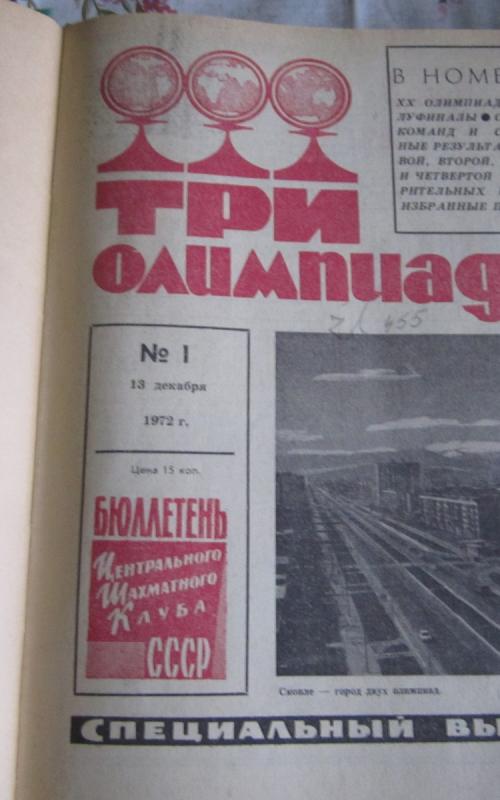 ТРИ
ОЛИМПИАД
В НОМЕ
XX ОЛИМПИАД
ЛУФИНАЛЫ ● С
КОМАНД И
НЫЕ РЕЗУЛЬТА
ВОЙ, ВТОРОЙ,
И ЧЕТВЕРТОЙ
РИТЕЛЬНЫХ
ИЗБРАННЫЕ П
№ 1
13 декабря
1972 г.
Цена 15 коп.
БЮЛЛЕТЕНЬ
ЦЕНТРАЛЬНОГО
ШАХМАТНОГО
КЛУБА
СССР
Скопле — город двух олимпиад.
СПЕЦИАЛЬНЫЙ ВЫ